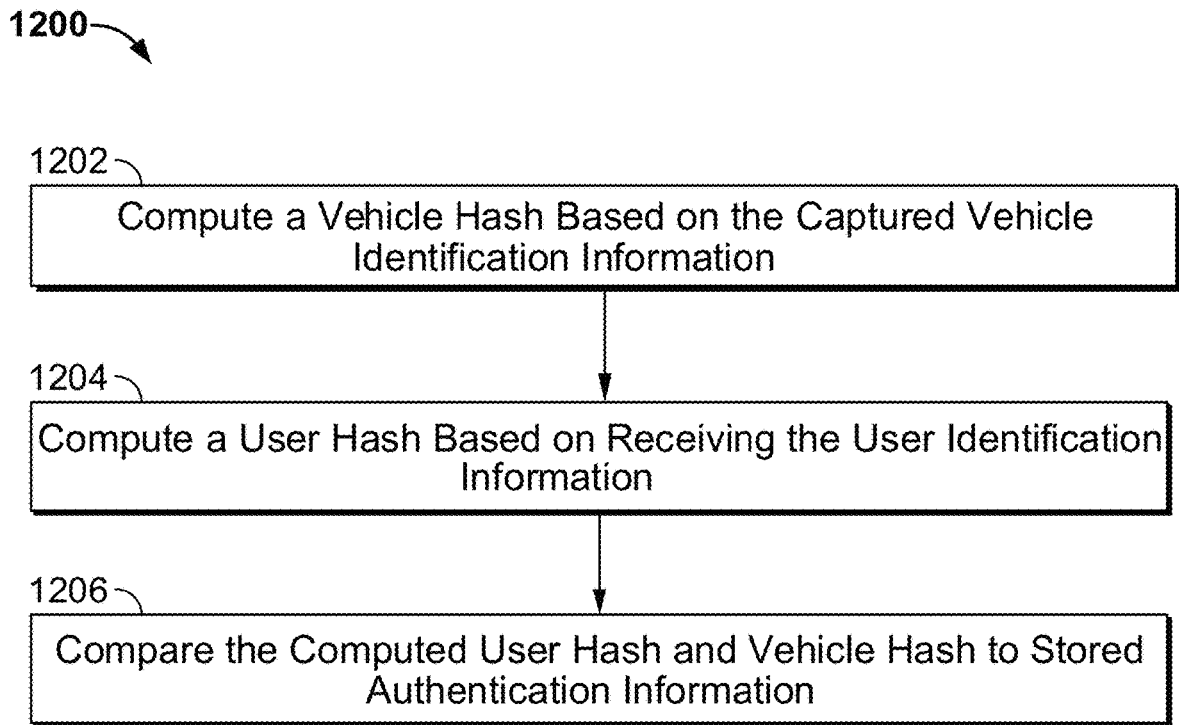 1200
1202
Compute a Vehicle Hash Based on the Captured Vehicle
Identification Information
1204
Compute a User Hash Based on Receiving the User Identification
Information
1206
Compare the Computed User Hash and Vehicle Hash to Stored
Authentication Information